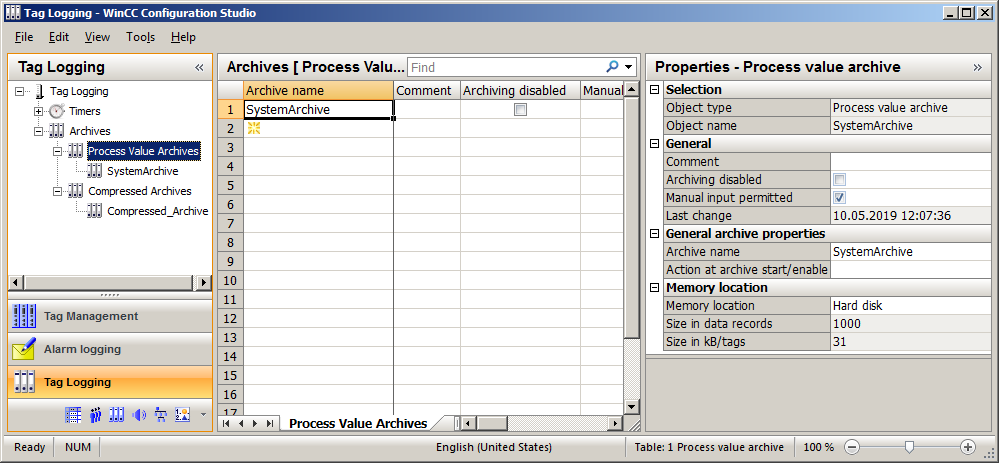 Tag Logging - WinCC Configuration Studio
File Edit View Tools Help
Tag Logging «
Tag Logging
Timers
Archives
Process Value Archives
SystemArchive
Compressed Archives
Compressed_Archive
Tag Management
Alarm logging
Tag Logging
Archives [ Process Valu... Find
Archive name Comment Archiving disabled Manual
1 SystemArchive
2
3
4
5
6
7
8
9
10
11
12
13
14
15
16
17
Process Value Archives
Properties - Process value archive »
Selection
Object type Process value archive
Object name SystemArchive
General
Comment
Archiving disabled
Manual input permitted
Last change 10.05.2019 12:07:36
General archive properties
Archive name SystemArchive
Action at archive start/enable
Memory location
Memory location Hard disk
Size in data records 1000
Size in kB/tags 31
Ready NUM English (United States) Table: 1 Process value archive 100 %